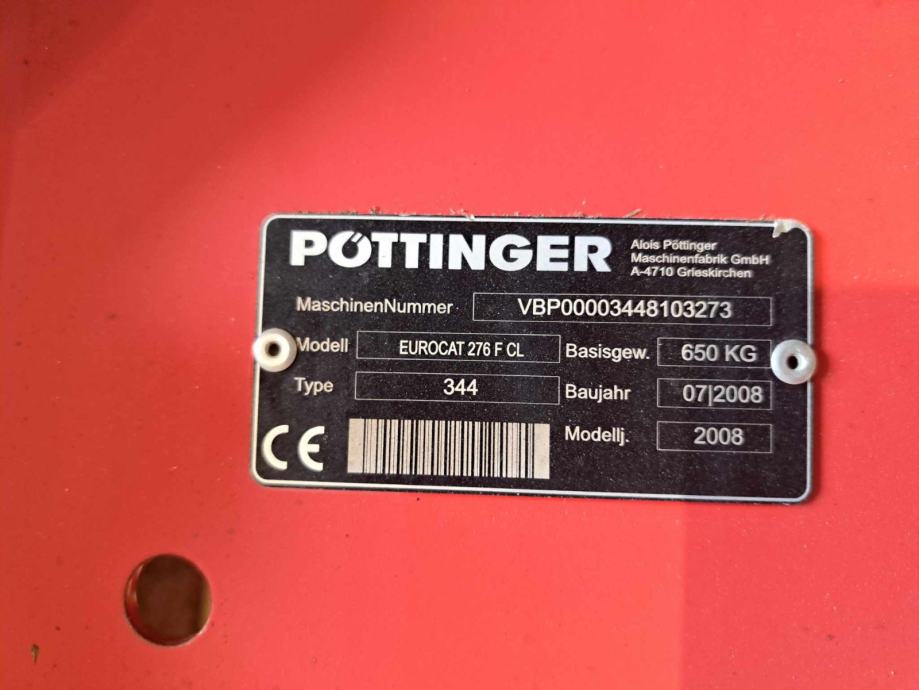 PÖTTINGER
Alois Pöttinger
Maschinenfabrik GmbH
A-4710 Grieskirchen
MaschinenNummer VBP00003448103273
Modell EUROCAT 276 F CL Basisgew. 650 KG
Type 344 Baujahr 07|2008
CE Modellj. 2008